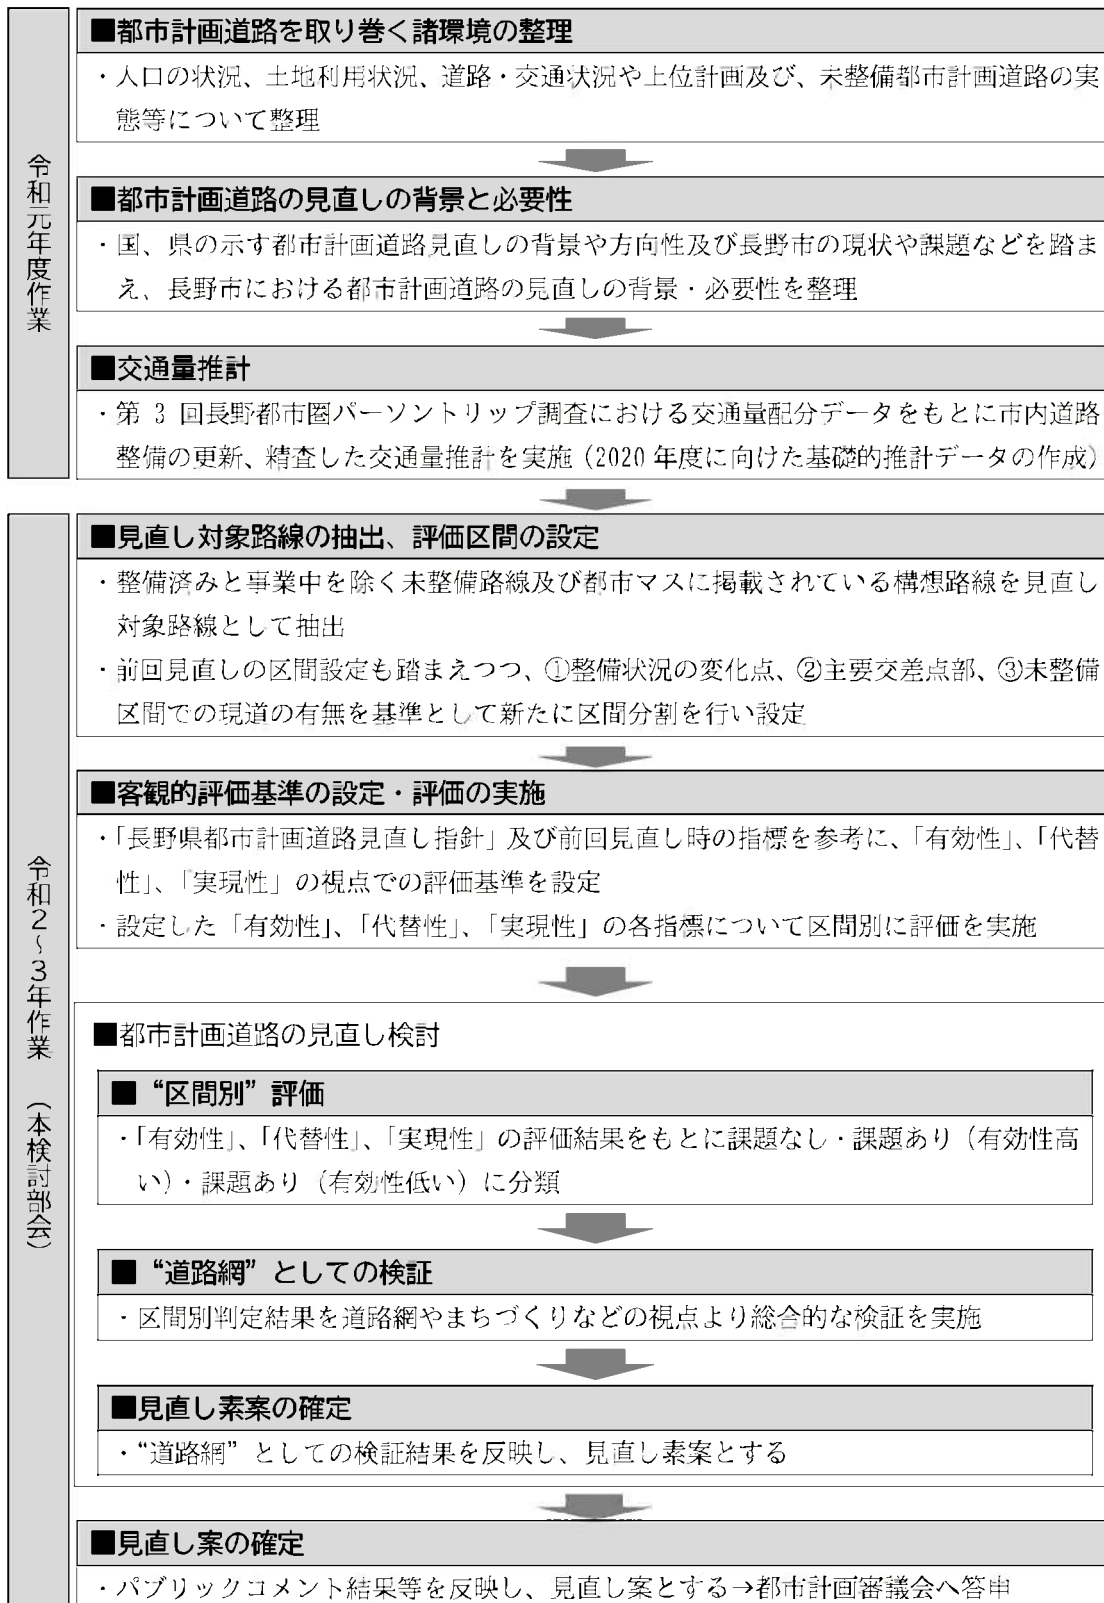 令和元年度作業
■都市計画道路を取り巻く諸環境の整理
・人口の状況、土地利用状況、道路・交通状況や上位計画及び、未整備都市計画道路の実
態等について整理
■都市計画道路の見直しの背景と必要性
・国、県の示す都市計画道路見直しの背景や方向性及び長野市の現状や課題などを踏ま
え、長野市における都市計画道路の見直しの背景・必要性を整理
■交通量推計
・第 3 回長野都市圏パーソントリップ調査における交通量配分データをもとに市内道路
整備の更新、精査した交通量推計を実施（2020 年度に向けた基礎的推計データの作成）
令和２～３年作業 （本検討部会）
■見直し対象路線の抽出、評価区間の設定
・整備済みと事業中を除く未整備路線及び都市マスに掲載されている構想路線を見直し
対象路線として抽出
・前回見直しの区間設定も踏まえつつ、①整備状況の変化点、②主要交差点部、③未整備
区間での現道の有無を基準として新たに区間分割を行い設定
■客観的評価基準の設定・評価の実施
・「長野県都市計画道路見直し指針」及び前回見直し時の指標を参考に、「有効性」、「代替
性」、「実現性」の視点での評価基準を設定
・設定した「有効性」、「代替性」、「実現性」の各指標について区間別に評価を実施
■都市計画道路の見直し検討
■“区間別”評価
・「有効性」、「代替性」、「実現性」の評価結果をもとに課題なし・課題あり（有効性高
い）・課題あり（有効性低い）に分類
■“道路網”としての検証
・区間別判定結果を道路網やまちづくりなどの視点より総合的な検証を実施
■見直し素案の確定
・“道路網”としての検証結果を反映し、見直し素案とする
■見直し案の確定
・パブリックコメント結果等を反映し、見直し案とする→都市計画審議会へ答申